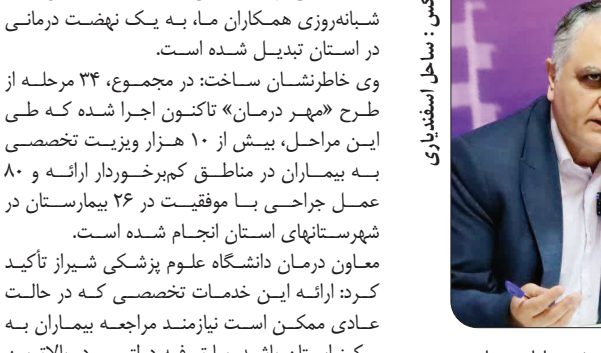 شبانه‌روزی همکاران ما، به یک نهضت درمانی
در استان تبدیل شده است.
وی خاطرنشان ساخت: در مجموع، ۳۴ مرحله از
طرح «مهر درمان» تاکنون اجرا شده که طی
این مراحل، بیش از ۱۰ هزار ویزیت تخصصی
به بیماران در مناطق کم‌برخوردار ارائه و ۸۰
عمل جراحی با موفقیت در ۲۶ بیمارستان در
شهرستانهای استان انجام شده است.
معاون درمان دانشگاه علوم پزشکی شیراز تأکید
کرد: ارائه این خدمات تخصصی که در حالت
عادی ممکن است نیازمند مراجعه بیماران به
عکس : ساحل اسفندیاری